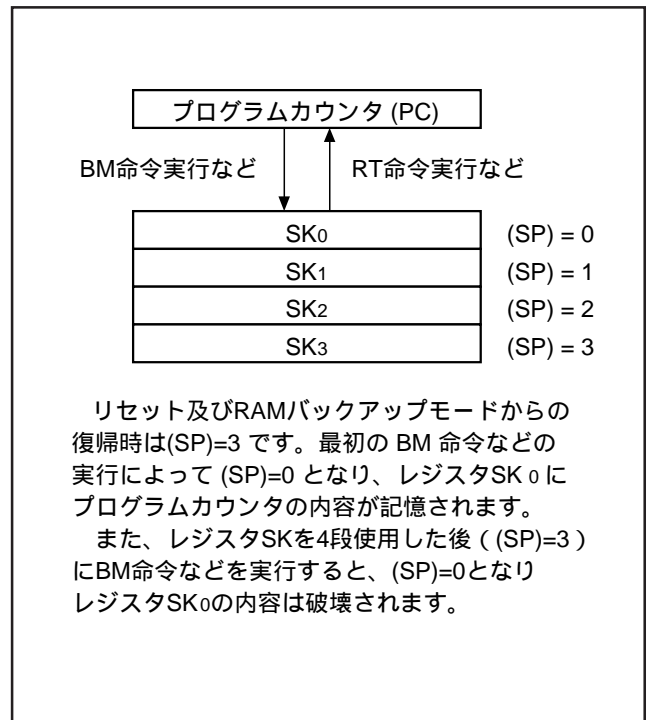 プログラムカウンタ (PC)
BM命令実行など RT命令実行など
SK0 (SP) = 0
SK1 (SP) = 1
SK2 (SP) = 2
SK3 (SP) = 3
リセット及びRAMバックアップモードからの
復帰時は(SP)=3 です。最初の BM 命令などの
実行によって (SP)=0 となり、レジスタSK 0 に
プログラムカウンタの内容が記憶されます。
また、レジスタSKを4段使用した後 ( (SP)=3 )
にBM命令などを実行すると、(SP)=0となり
レジスタSK0の内容は破壊されます。